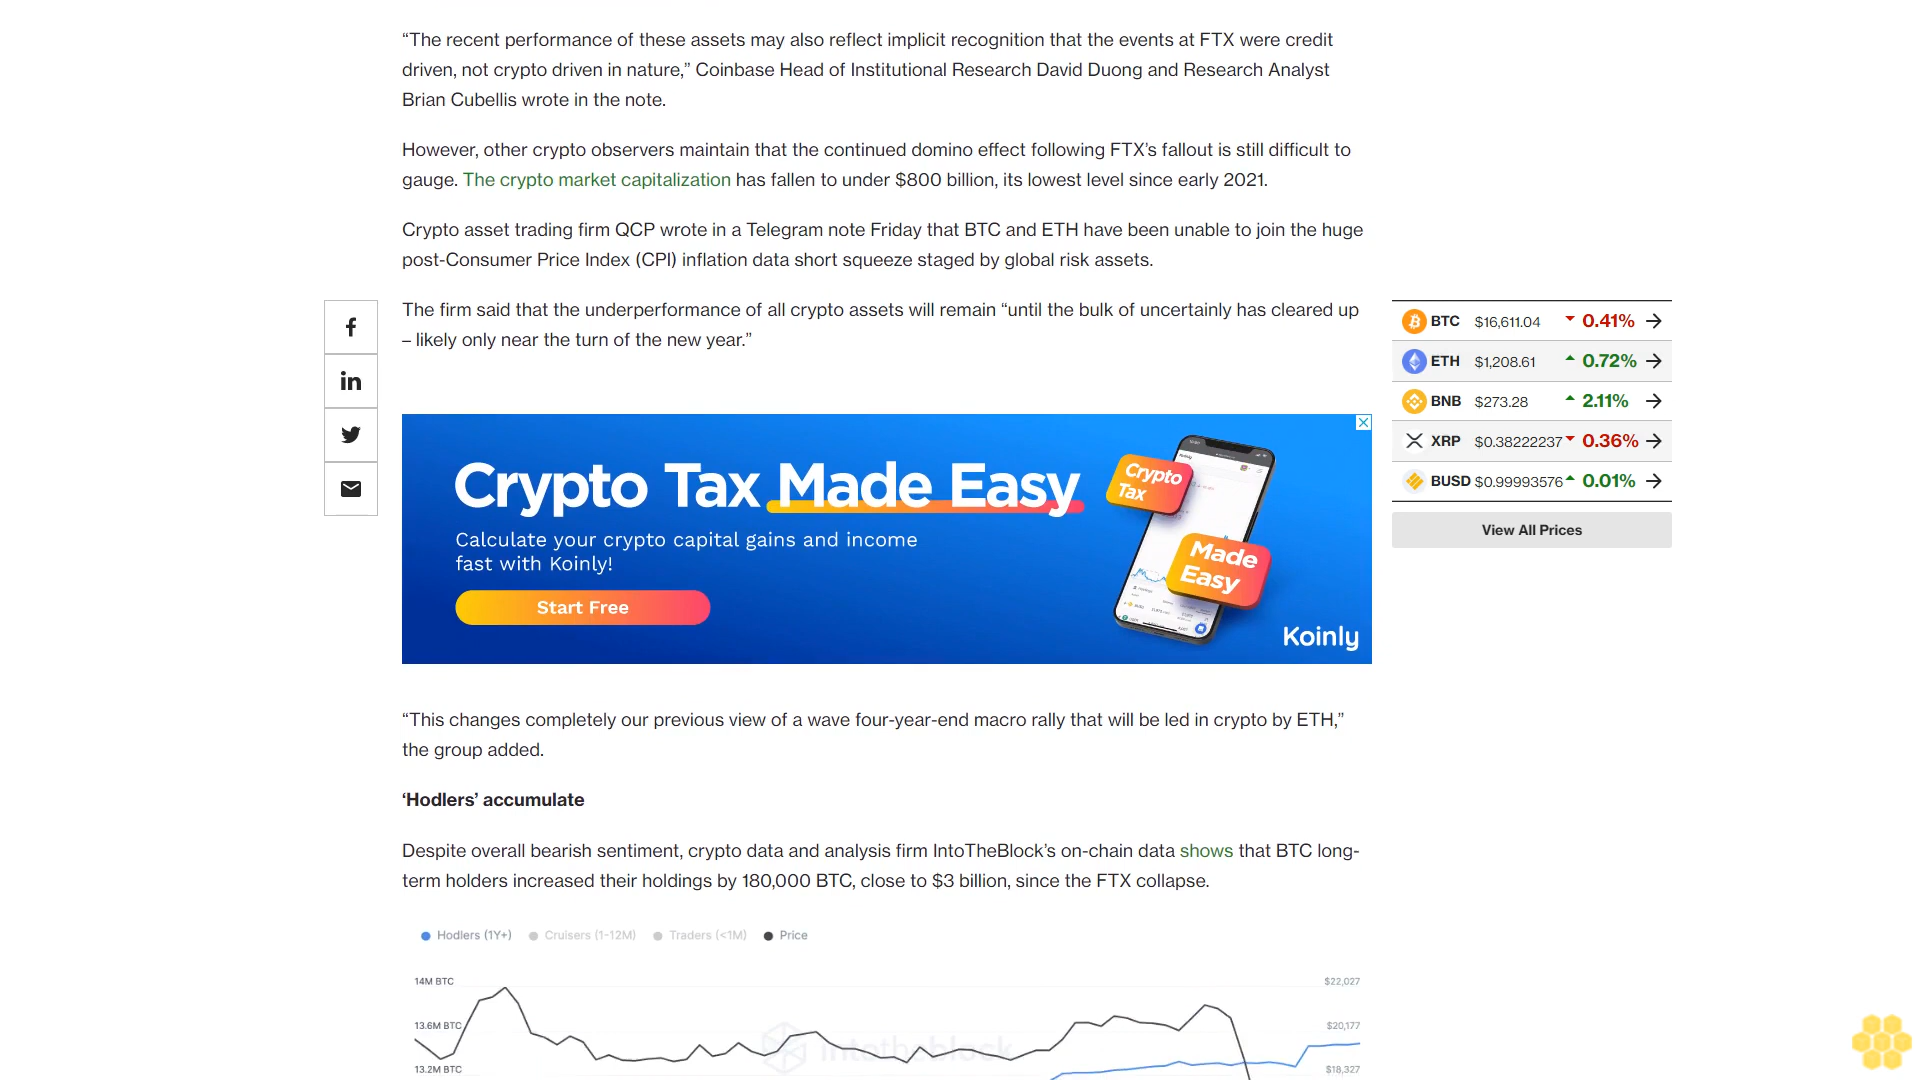 “The recent performance of these assets may also reflect implicit recognition that the events at FTX were credit
driven, not crypto driven in nature,” Coinbase Head of Institutional Research David Duong and Research Analyst
Brian Cubellis wrote in the note.
However, other crypto observers maintain that the continued domino effect following FTX’s fallout is still difficult to
gauge. The crypto market capitalization has fallen to under $800 billion, its lowest level since early 2021.
Crypto asset trading firm QCP wrote in a Telegram note Friday that BTC and ETH have been unable to join the huge
post-Consumer Price Index (CPI) inflation data short squeeze staged by global risk assets.
The firm said that the underperformance of all crypto assets will remain “until the bulk of uncertainly has cleared up
– likely only near the turn of the new year.”
BTC $16,611.04 0.41%
ETH $1,208.61 0.72%
BNB $273.28 2.11%
XRP $0.38222237 0.36%
BUSD $0.99993576 0.01%
View All Prices
Crypto Tax Made Easy
Calculate your crypto capital gains and income
fast with Koinly!
Start Free
Crypto
Tax
Made
Easy
Koinly
“This changes completely our previous view of a wave four-year-end macro rally that will be led in crypto by ETH,”
the group added.
‘Hodlers’ accumulate
Despite overall bearish sentiment, crypto data and analysis firm IntoTheBlock’s on-chain data shows that BTC long-
term holders increased their holdings by 180,000 BTC, close to $3 billion, since the FTX collapse.
Hodlers (1Y+) Cruisers (1-12M) Traders (<1M) Price
14M BTC $22,027
13.6M BTC $20,177
intotheblock
13.2M BTC $18,327